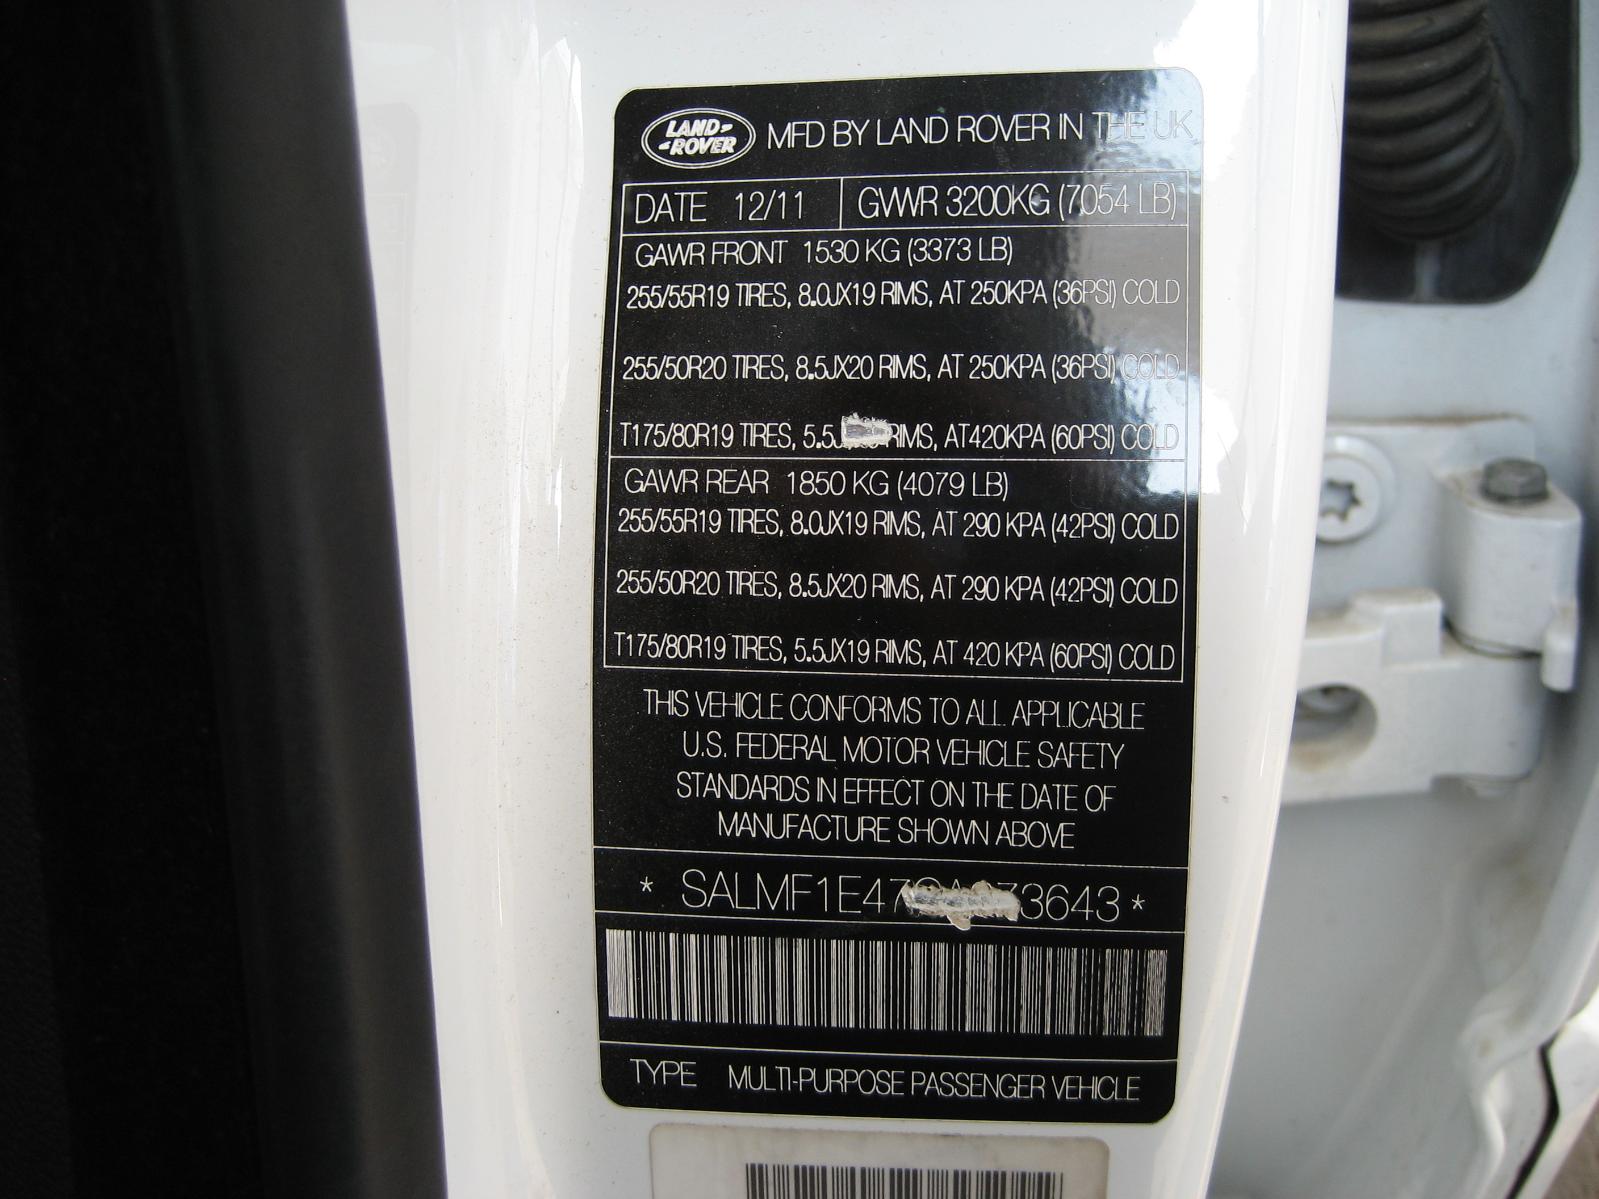 LAND ROVER MFD BY LAND ROVER IN THE UK
DATE 12/11 GVWR 3200KG (7054 LB)
GAWR FRONT 1530 KG (3373 LB)
255/55R19 TIRES, 8.0JX19 RIMS, AT 250KPA (36PSI) COLD
255/50R20 TIRES, 8.5JX20 RIMS, AT 250KPA (36PSI) COLD
T175/80R19 TIRES, RIMS, AT420KPA (60PSI) COLD
GAWR REAR 1850 KG (4079 LB)
255/55R19 TIRES, 8.0JX19 RIMS, AT 290 KPA (42PSI) COLD
255/50R20 TIRES, 8.5JX20 RIMS, AT 290 KPA (42PSI) COLD
T175/80R19 TIRES, 5.5JX19 RIMS, AT 420 KPA (60PSI) COLD
THIS VEHICLE CONFORMS TO ALL APPLICABLE
U.S. FEDERAL MOTOR VEHICLE SAFETY
STANDARDS IN EFFECT ON THE DATE OF
MANUFACTURE SHOWN ABOVE
TYPE MULTI-PURPOSE PASSENGER VEHICLE